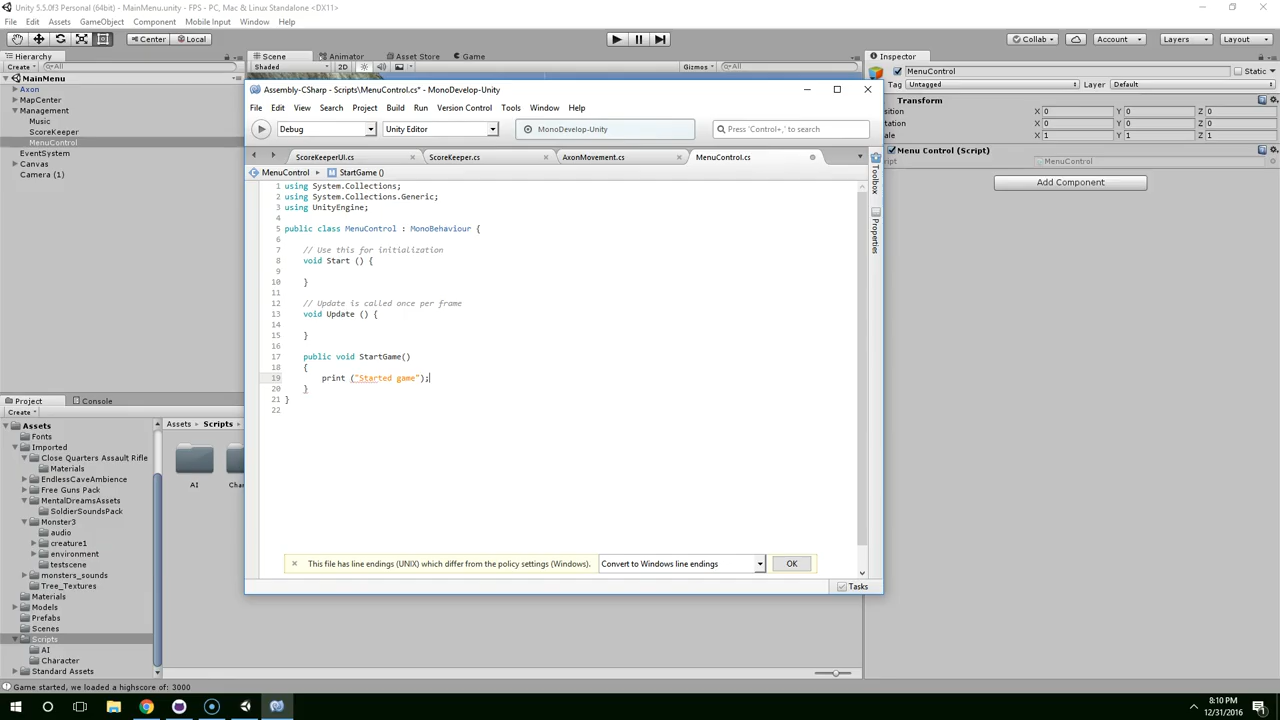 Unity 5.5.0f3 Personal (64bit) - MainMenu.unity - FPS - PC, Mac & Linux Standalone <DX11>
File Edit Assets GameObject Component Mobile Input Window Help
Center Local Collab Account Layers Layout
Hierarchy
Create All
MainMenu
Axon
MapCenter
Management
Music
ScoreKeeper
MenuControl
EventSystem
Canvas
Camera (1)
Scene Animator Asset Store Game
Shaded 2D Gizmos All
Assembly-CSharp - Scripts\MenuControl.cs* - MonoDevelop-Unity
File Edit View Search Project Build Run Version Control Tools Window Help
Debug Unity Editor MonoDevelop-Unity Press 'Control+,' to search
ScoreKeeperUI.cs ScoreKeeper.cs AxonMovement.cs MenuControl.cs
MenuControl StartGame ()
1 using System.Collections;
2 using System.Collections.Generic;
3 using UnityEngine;
4
5 public class MenuControl : MonoBehaviour {
6
7 // Use this for initialization
8 void Start () {
9
10 }
11
12 // Update is called once per frame
13 void Update () {
14
15 }
16
17 public void StartGame()
18 {
19 print ("Started game");
20 }
21 }
22
Toolbox
Properties
This file has line endings (UNIX) which differ from the policy settings (Windows). Convert to Windows line endings OK
Tasks
Inspector
MenuControl Static
Tag Untagged Layer Default
Transform
osition X 0 Y 0 Z 0
otation X 0 Y 0 Z 0
cale X 1 Y 1 Z 1
Menu Control (Script)
cript MenuControl
Add Component
Project Console
Create
Assets
Fonts
Imported
Close Quarters Assault Rifle
Materials
EndlessCaveAmbience
Free Guns Pack
MentalDreamsAssets
SoldierSoundsPack
Monster3
audio
creature1
environment
testscene
monsters_sounds
Tree_Textures
Materials
Models
Prefabs
Scenes
Scripts
AI
Character
Standard Assets
Assets Scripts
AI Cha
Game started, we loaded a highscore of: 3000
8:10 PM
12/31/2016
1